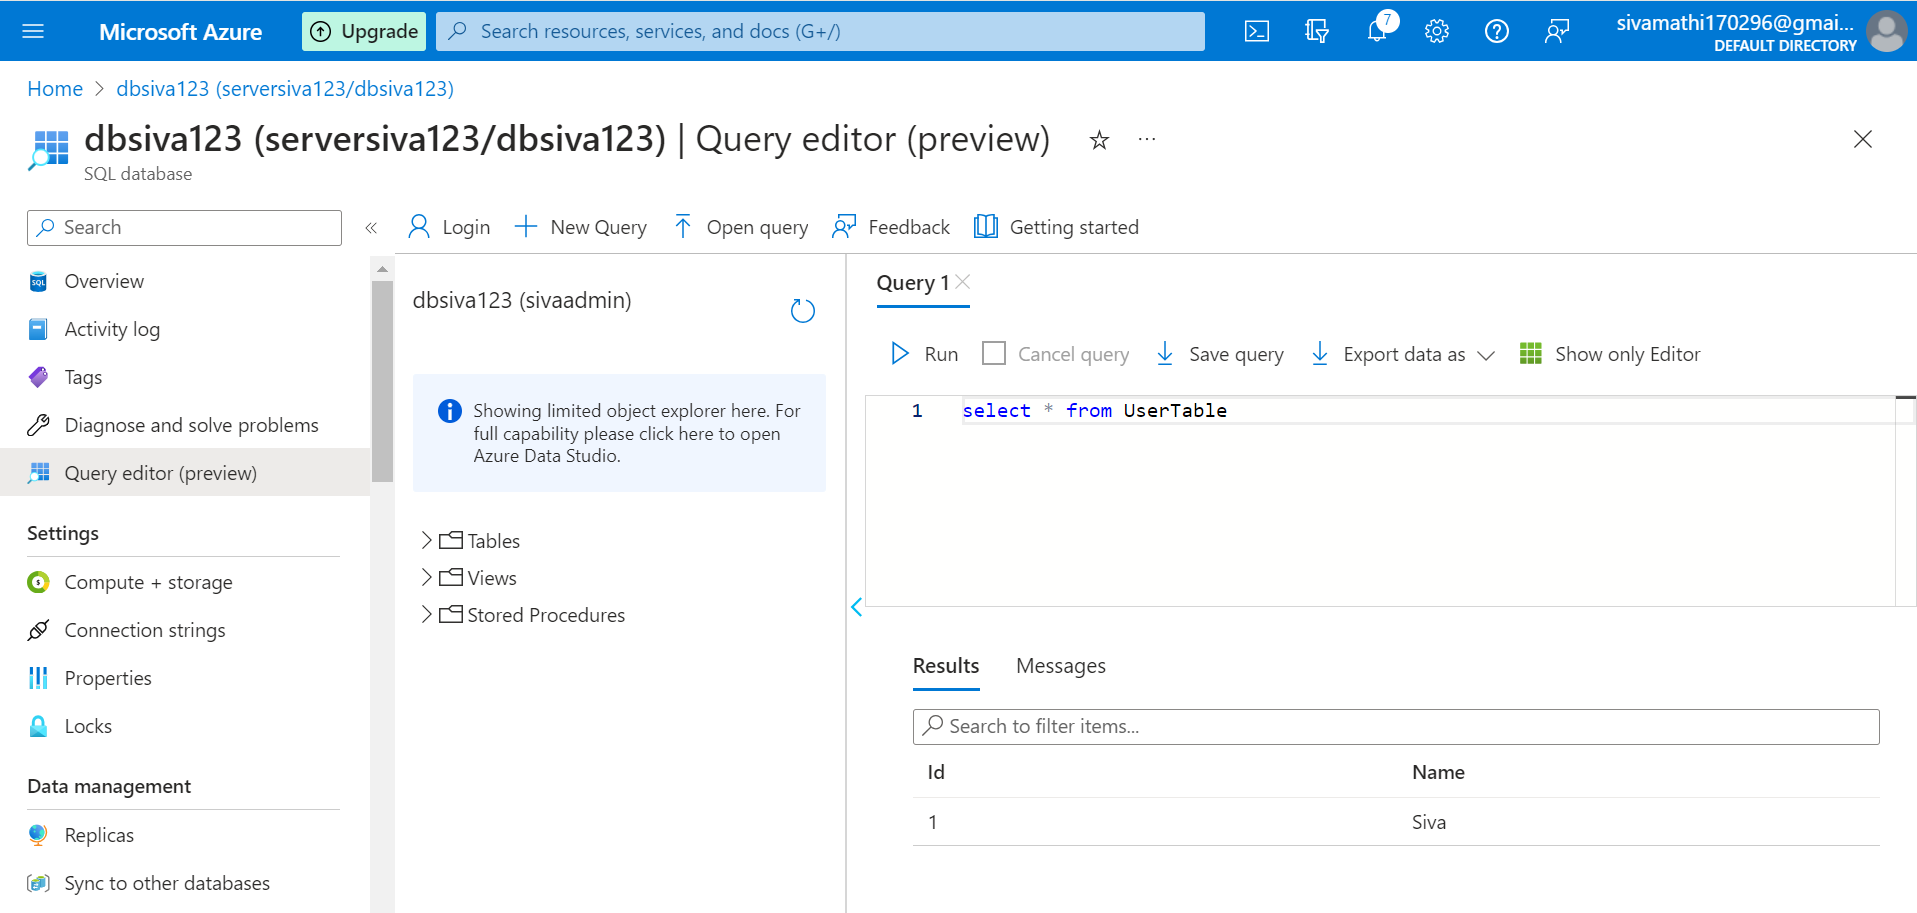 Microsoft Azure
Upgrade
Search resources, services, and docs (G+/)
7
sivamathi170296@gmai...
DEFAULT DIRECTORY
Home > dbsiva123 (serversiva123/dbsiva123)
dbsiva123 (serversiva123/dbsiva123) | Query editor (preview)
SQL database
Search
Login
New Query
Open query
Feedback
Getting started
Overview
Activity log
Tags
Diagnose and solve problems
Query editor (preview)
Settings
Compute + storage
Connection strings
Properties
Locks
Data management
Replicas
Sync to other databases
dbsiva123 (sivaadmin)
Showing limited object explorer here. For
full capability please click here to open
Azure Data Studio.
Tables
Views
Stored Procedures
Query 1
Run
Cancel query
Save query
Export data as
Show only Editor
1 select * from UserTable
Results
Messages
Search to filter items...
Id Name
1 Siva